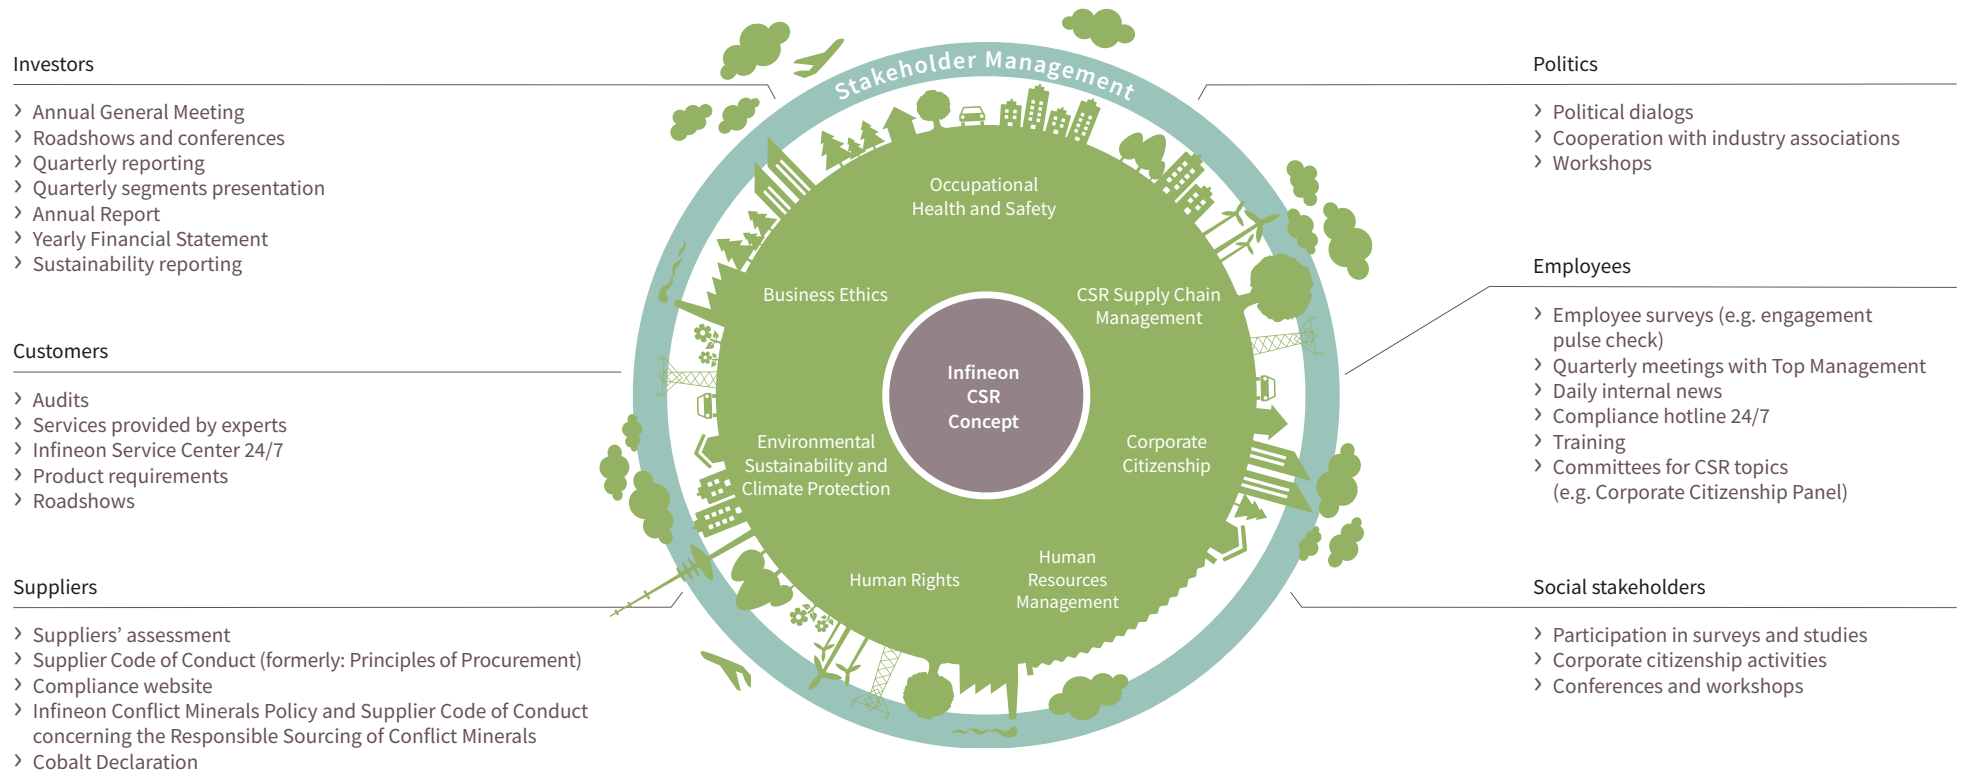 Investors
› Annual General Meeting
› Roadshows and conferences
› Quarterly reporting
› Quarterly segments presentation
› Annual Report
› Yearly Financial Statement
› Sustainability reporting
Customers
› Audits
› Services provided by experts
› Infineon Service Center 24/7
› Product requirements
› Roadshows
Suppliers
› Suppliers’ assessment
› Supplier Code of Conduct (formerly: Principles of Procurement)
› Compliance website
› Infineon Conflict Minerals Policy and Supplier Code of Conduct
concerning the Responsible Sourcing of Conflict Minerals
› Cobalt Declaration
Stakeholder Management
Occupational
Health and Safety
Business Ethics
CSR Supply Chain
Management
Infineon
CSR
Concept
Environmental
Sustainability and
Climate Protection
Corporate
Citizenship
Human Rights
Human
Resources
Management
Politics
› Political dialogs
› Cooperation with industry associations
› Workshops
Employees
› Employee surveys (e.g. engagement
pulse check)
› Quarterly meetings with Top Management
› Daily internal news
› Compliance hotline 24/7
› Training
› Committees for CSR topics
(e.g. Corporate Citizenship Panel)
Social stakeholders
› Participation in surveys and studies
› Corporate citizenship activities
› Conferences and workshops